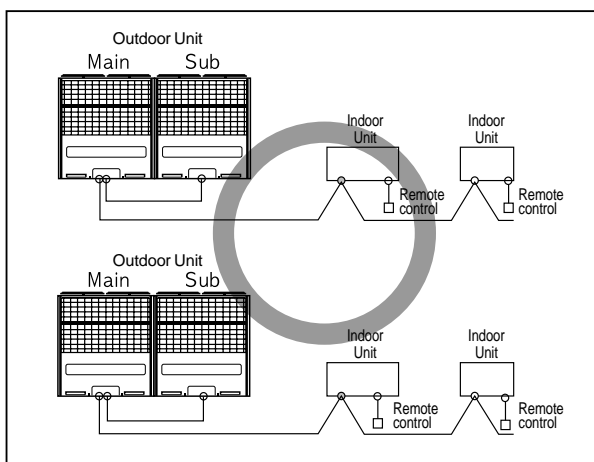 Outdoor Unit
Main Sub
Indoor
Unit
Indoor
Unit
Remote
control
Remote
control
Outdoor Unit
Main Sub
Indoor
Unit
Indoor
Unit
Remote
control
Remote
control